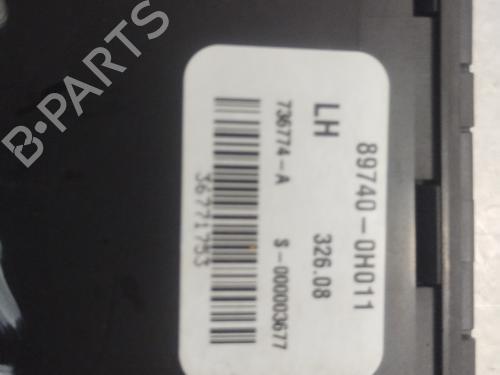 89740-0H011
LH 326.08
736774-A S-000003677
36771753
B-PARTS